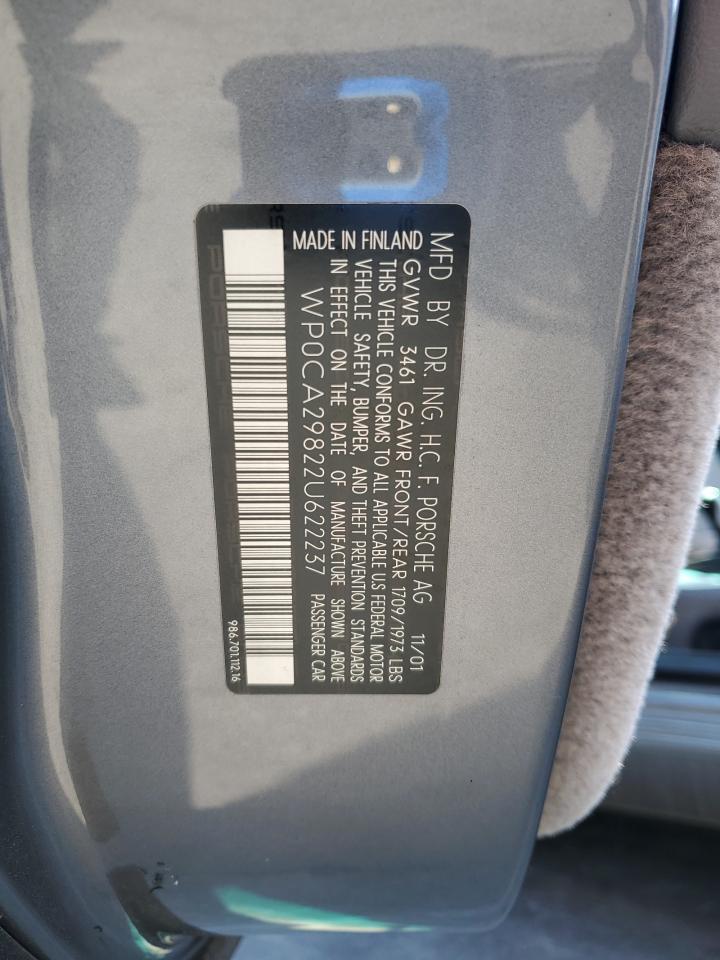 MFD BY DR. ING. H.C. F. PORSCHE AG 11/01
GVWR 3461 GAWR FRONT/REAR 1709/1973 LBS
THIS VEHICLE CONFORMS TO ALL APPLICABLE U.S FEDERAL MOTOR
VEHICLE SAFETY, BUMPER, AND THEFT PREVENTION STANDARDS
IN EFFECT ON THE DATE OF MANUFACTURE SHOWN ABOVE
MADE IN FINLAND
WP0CA29822U622237 PASSENGER CAR
986.701.112.16